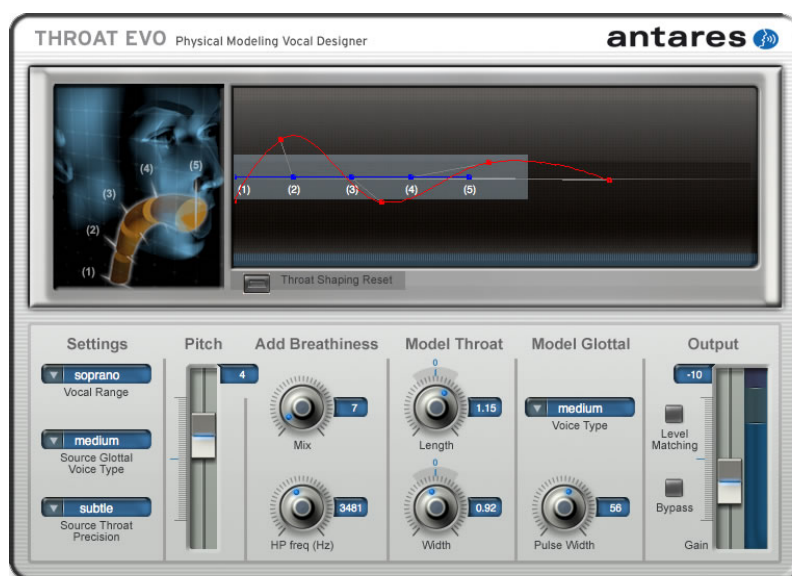 THROAT EVO Physical Modeling Vocal Designer
antares
(1)
(2)
(3)
(4)
(5)
(1) (2) (3) (4) (5)
Throat Shaping Reset
Settings Pitch Add Breathiness Model Throat Model Glottal Output
soprano
Vocal Range
medium
Source Glottal
Voice Type
subtle
Source Throat
Precision
4
7
Mix
3481
HP freq (Hz)
0
1.15
Length
0
0.92
Width
medium
Voice Type
56
Pulse Width
-10
Level
Matching
Bypass
Gain